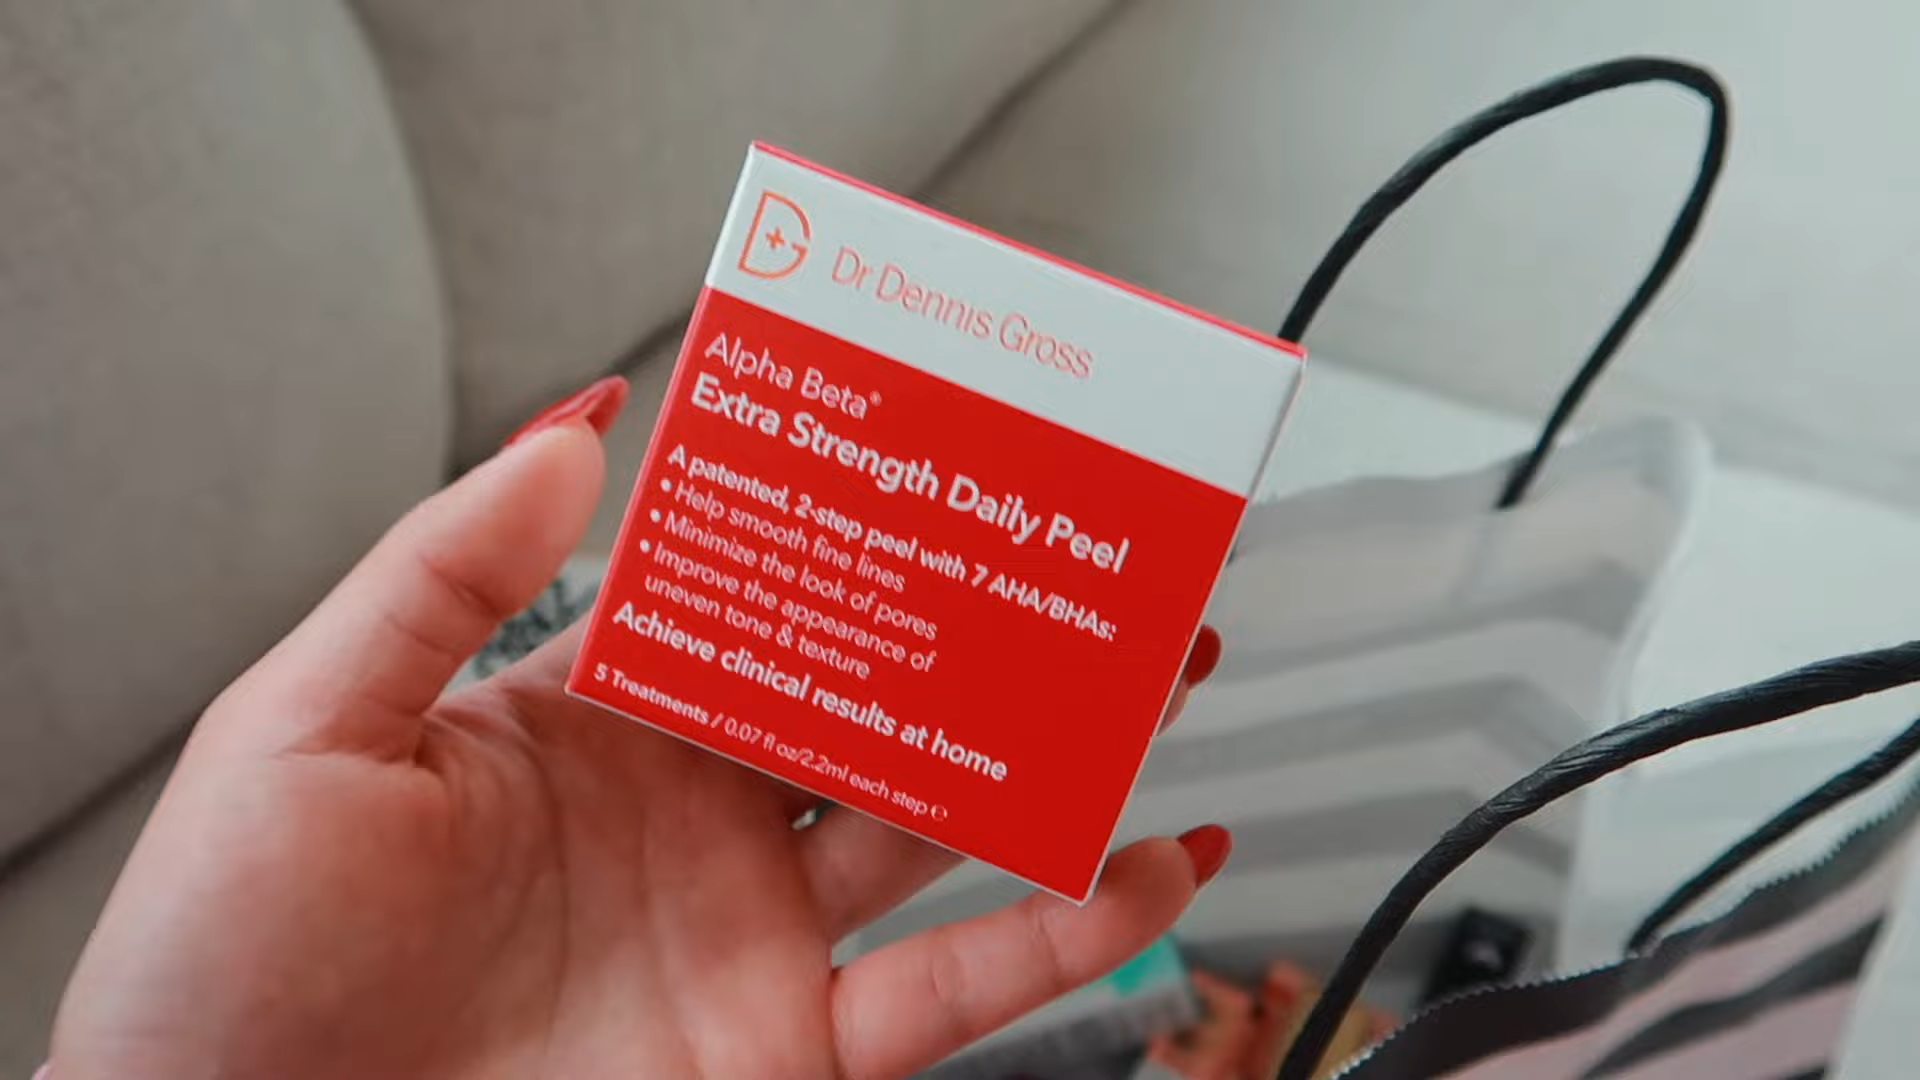 Dr Dennis Gross
Alpha Beta®
Extra Strength Daily Peel
A patented, 2-step peel with 7 AHA/BHAs:
• Help smooth fine lines
• Minimize the look of pores
• Improve the appearance of
uneven tone & texture
Achieve clinical results at home
5 Treatments / 0.07 fl oz/2.2ml each step ℮